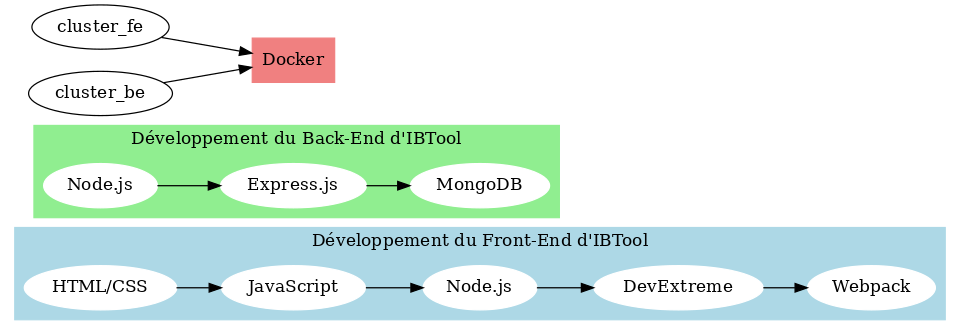 cluster_fe
Docker
cluster_be
Développement du Back-End d'IBTool
Node.js
Express.js
MongoDB
Développement du Front-End d'IBTool
HTML/CSS
JavaScript
Node.js
DevExtreme
Webpack